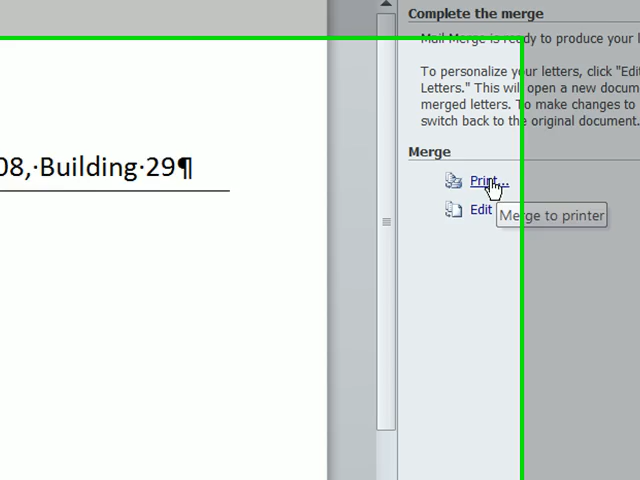 Complete the merge
Mail Merge is ready to produce your l
To personalize your letters, click "Edi
Letters." This will open a new docum
merged letters. To make changes to
switch back to the original document.
08,·Building·29¶
Merge
Print...
Edit
Merge to printer